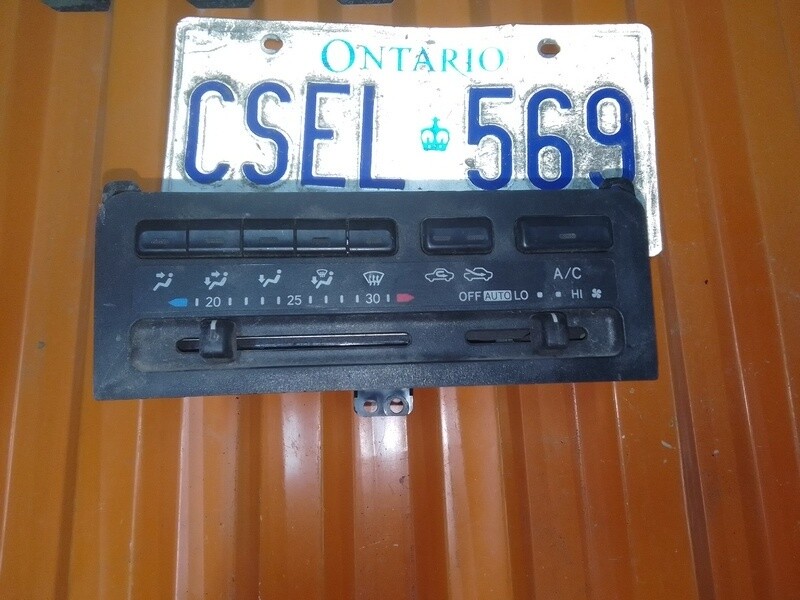 ONTARIO
CSEL 569
A/C
20 25 30 OFF AUTO LO HI